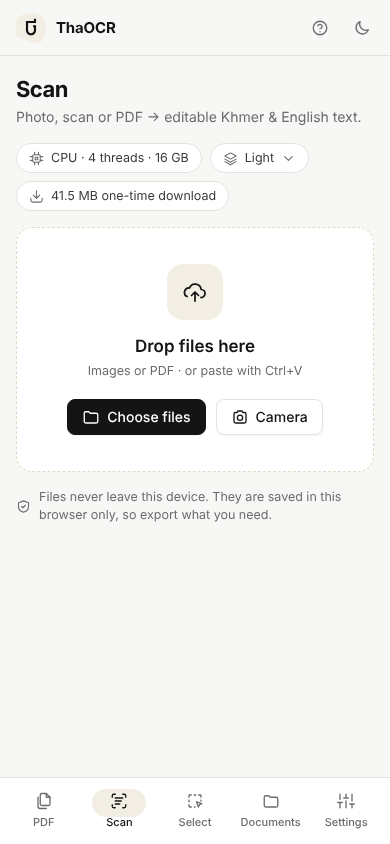 ThaOCR
Scan
Photo, scan or PDF → editable Khmer & English text.
CPU · 4 threads · 16 GB
Light
41.5 MB one-time download
Drop files here
Images or PDF · or paste with Ctrl+V
Choose files
Camera
Files never leave this device. They are saved in this
browser only, so export what you need.
PDF
Scan
Select
Documents
Settings